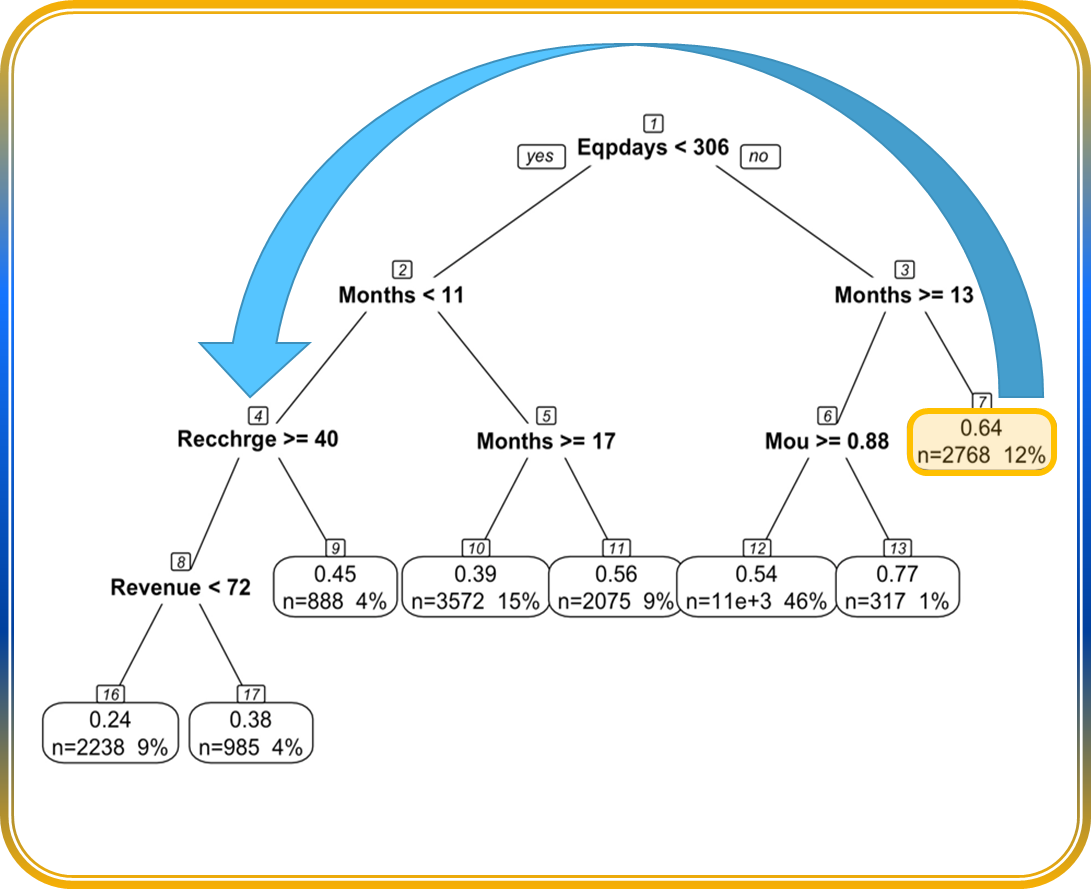 1
yes
Eqpdays < 306
no
2
Months < 11
3
Months >= 13
4
Recchrge >= 40
5
Months >= 17
6
Mou >= 0.88
7
0.64
n=2768 12%
8
Revenue < 72
9
0.45
n=888 4%
10
0.39
n=3572 15%
11
0.56
n=2075 9%
12
0.54
n=11e+3 46%
13
0.77
n=317 1%
16
0.24
n=2238 9%
17
0.38
n=985 4%